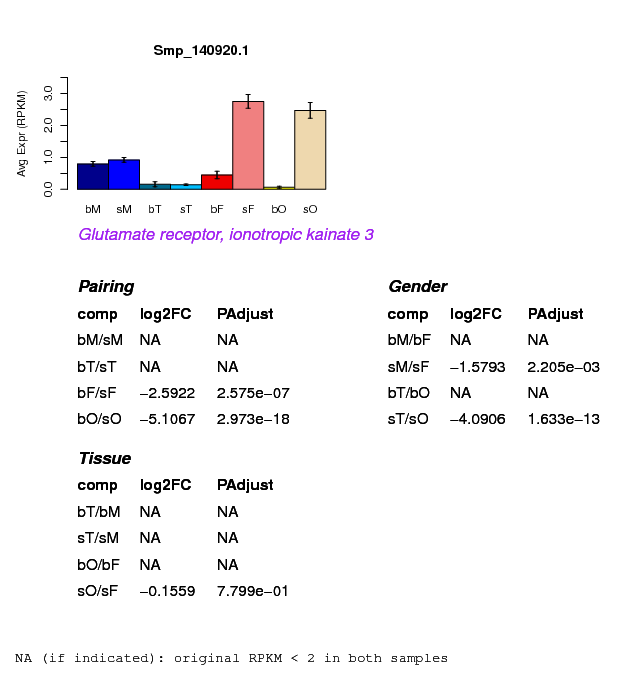 Smp_140920.1
Avg Expr (RPKM)
0.0 1.0 2.0 3.0
bM sM bT sT bF sF bO sO
Glutamate receptor, ionotropic kainate 3
Pairing
comp log2FC PAdjust
bM/sM NA NA
bT/sT NA NA
bF/sF −2.5922 2.575e−07
bO/sO −5.1067 2.973e−18
Gender
comp log2FC PAdjust
bM/bF NA NA
sM/sF −1.5793 2.205e−03
bT/bO NA NA
sT/sO −4.0906 1.633e−13
Tissue
comp log2FC PAdjust
bT/bM NA NA
sT/sM NA NA
bO/bF NA NA
sO/sF −0.1559 7.799e−01
NA (if indicated): original RPKM < 2 in both samples